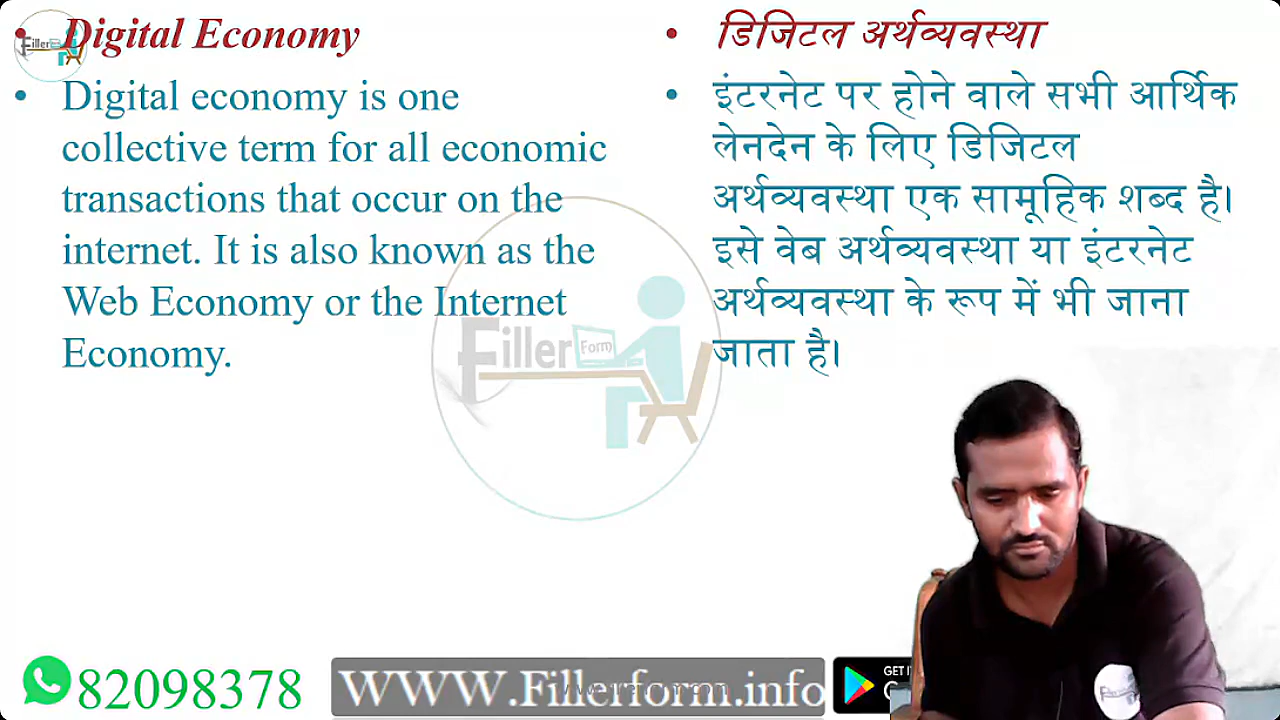 Digital Economy
Digital economy is one
collective term for all economic
transactions that occur on the
internet. It is also known as the
Web Economy or the Internet
Economy.
डिजिटल अर्थव्यवस्था
इंटरनेट पर होने वाले सभी आर्थिक
लेनदेन के लिए डिजिटल
अर्थव्यवस्था एक सामूहिक शब्द है।
इसे वेब अर्थव्यवस्था या इंटरनेट
अर्थव्यवस्था के रूप में भी जाना
जाता है।
Filler Form
82098378
WWW.Fillerform.info
GET I